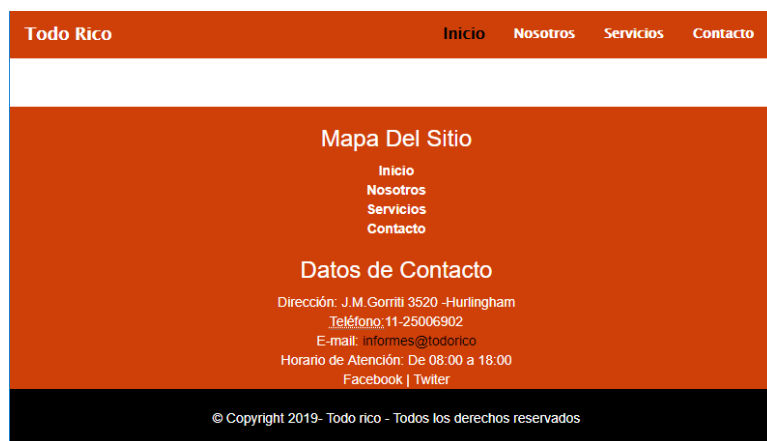 Todo Rico Inicio Nosotros Servicios Contacto
Mapa Del Sitio
Inicio
Nosotros
Servicios
Contacto
Datos de Contacto
Dirección: J.M.Gorriti 3520 -Hurlingham
Teléfono:11-25006902
E-mail: informes@todorico
Horario de Atención: De 08:00 a 18:00
Facebook | Twiter
© Copyright 2019- Todo rico - Todos los derechos reservados